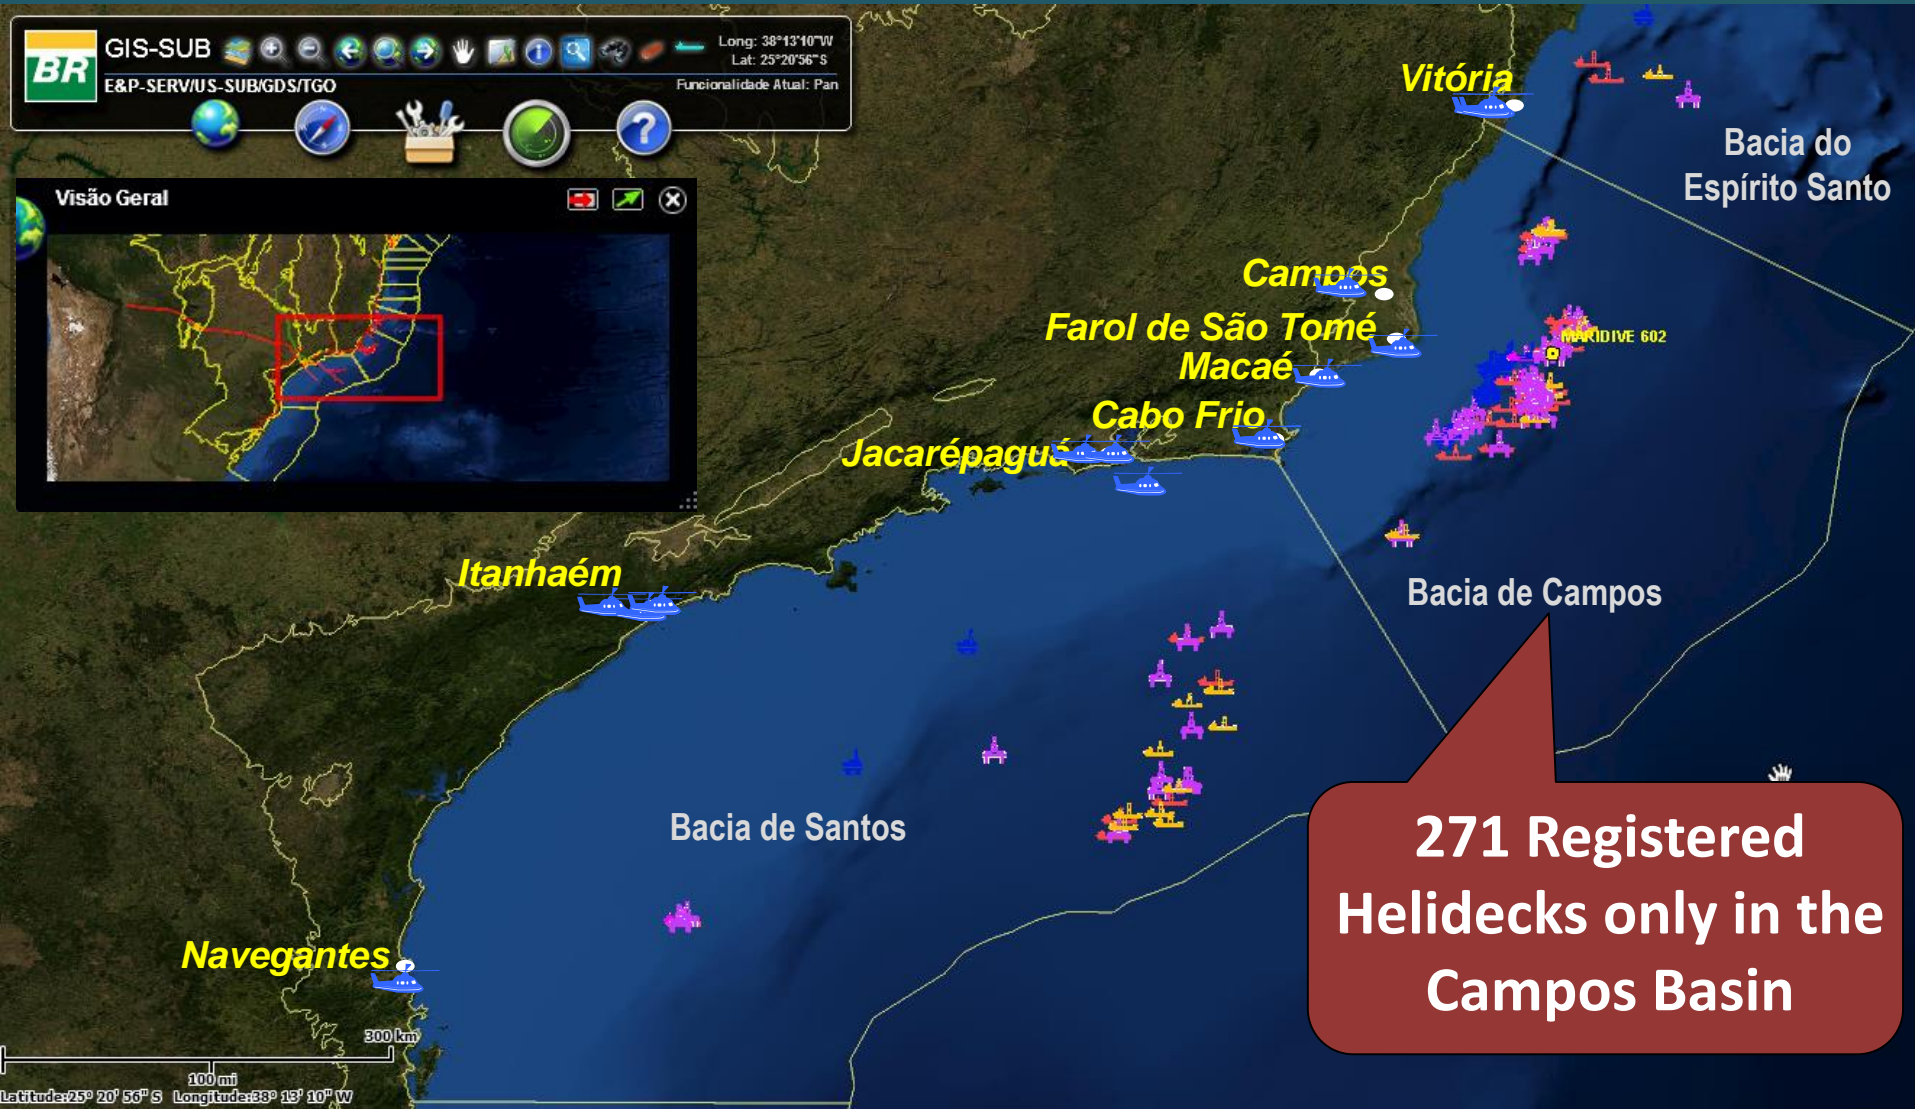 BR
GIS-SUB
Long: 38°13'10"W
Lat: 25°20'56"S
E&P-SERV/US-SUB/GDS/TGO
Funcionalidade Atual: Pan
?
Visão Geral
Vitória
Bacia do
Espírito Santo
Campos
Farol de São Tomé
MARIDIVE 602
Macaé
Cabo Frio
Jacarépaguá
Itanhaém
Bacia de Campos
Bacia de Santos
271 Registered
Helidecks only in the
Campos Basin
Navegantes
300 km
100 mi
Latitude:25° 20' 56" S Longitude:38° 13' 10" W